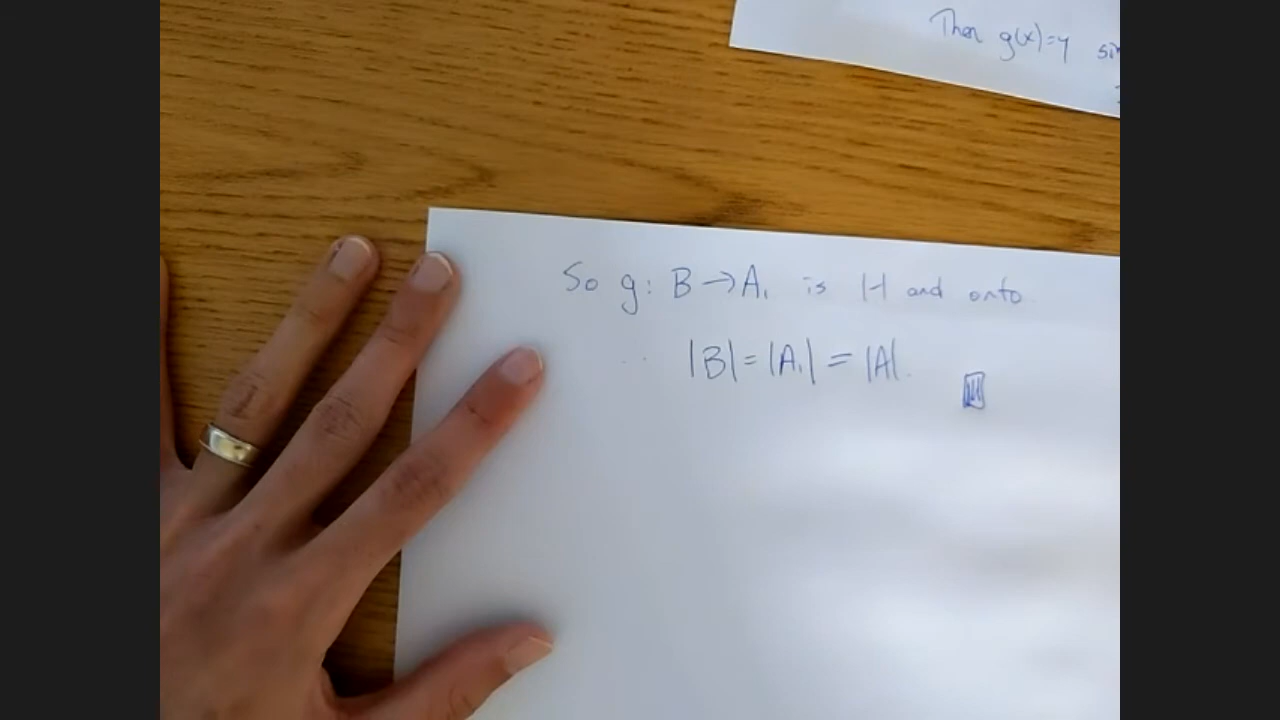 Then g(x)=y
So g: B→A₁ is 1-1 and onto
|B|=|A₁|=|A|.